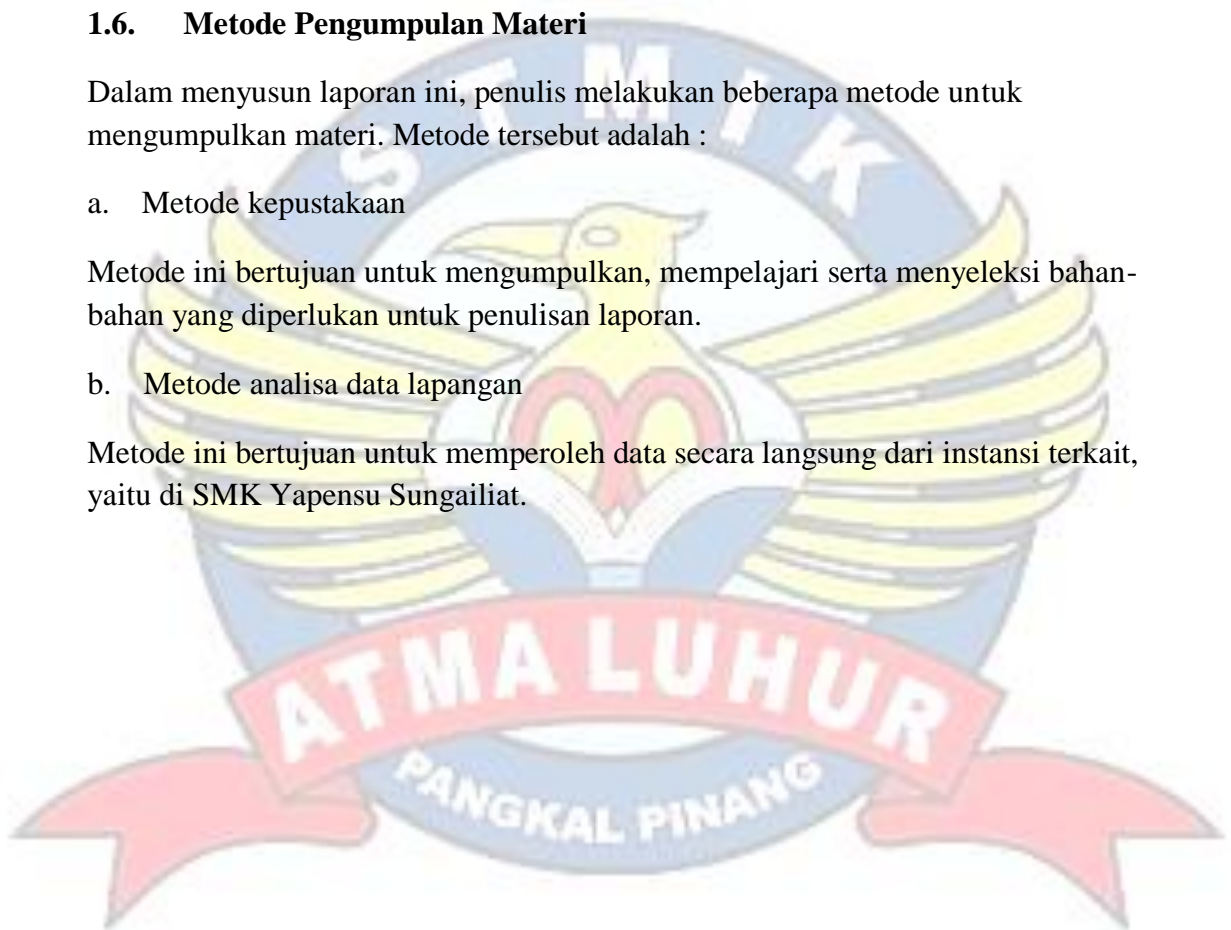 1.6. Metode Pengumpulan Materi
Dalam menyusun laporan ini, penulis melakukan beberapa metode untuk
mengumpulkan materi. Metode tersebut adalah :
a. Metode kepustakaan
Metode ini bertujuan untuk mengumpulkan, mempelajari serta menyeleksi bahan-
bahan yang diperlukan untuk penulisan laporan.
b. Metode analisa data lapangan
Metode ini bertujuan untuk memperoleh data secara langsung dari instansi terkait,
yaitu di SMK Yapensu Sungailiat.
STMIK
ATMA LUHUR
PANGKAL PINANG